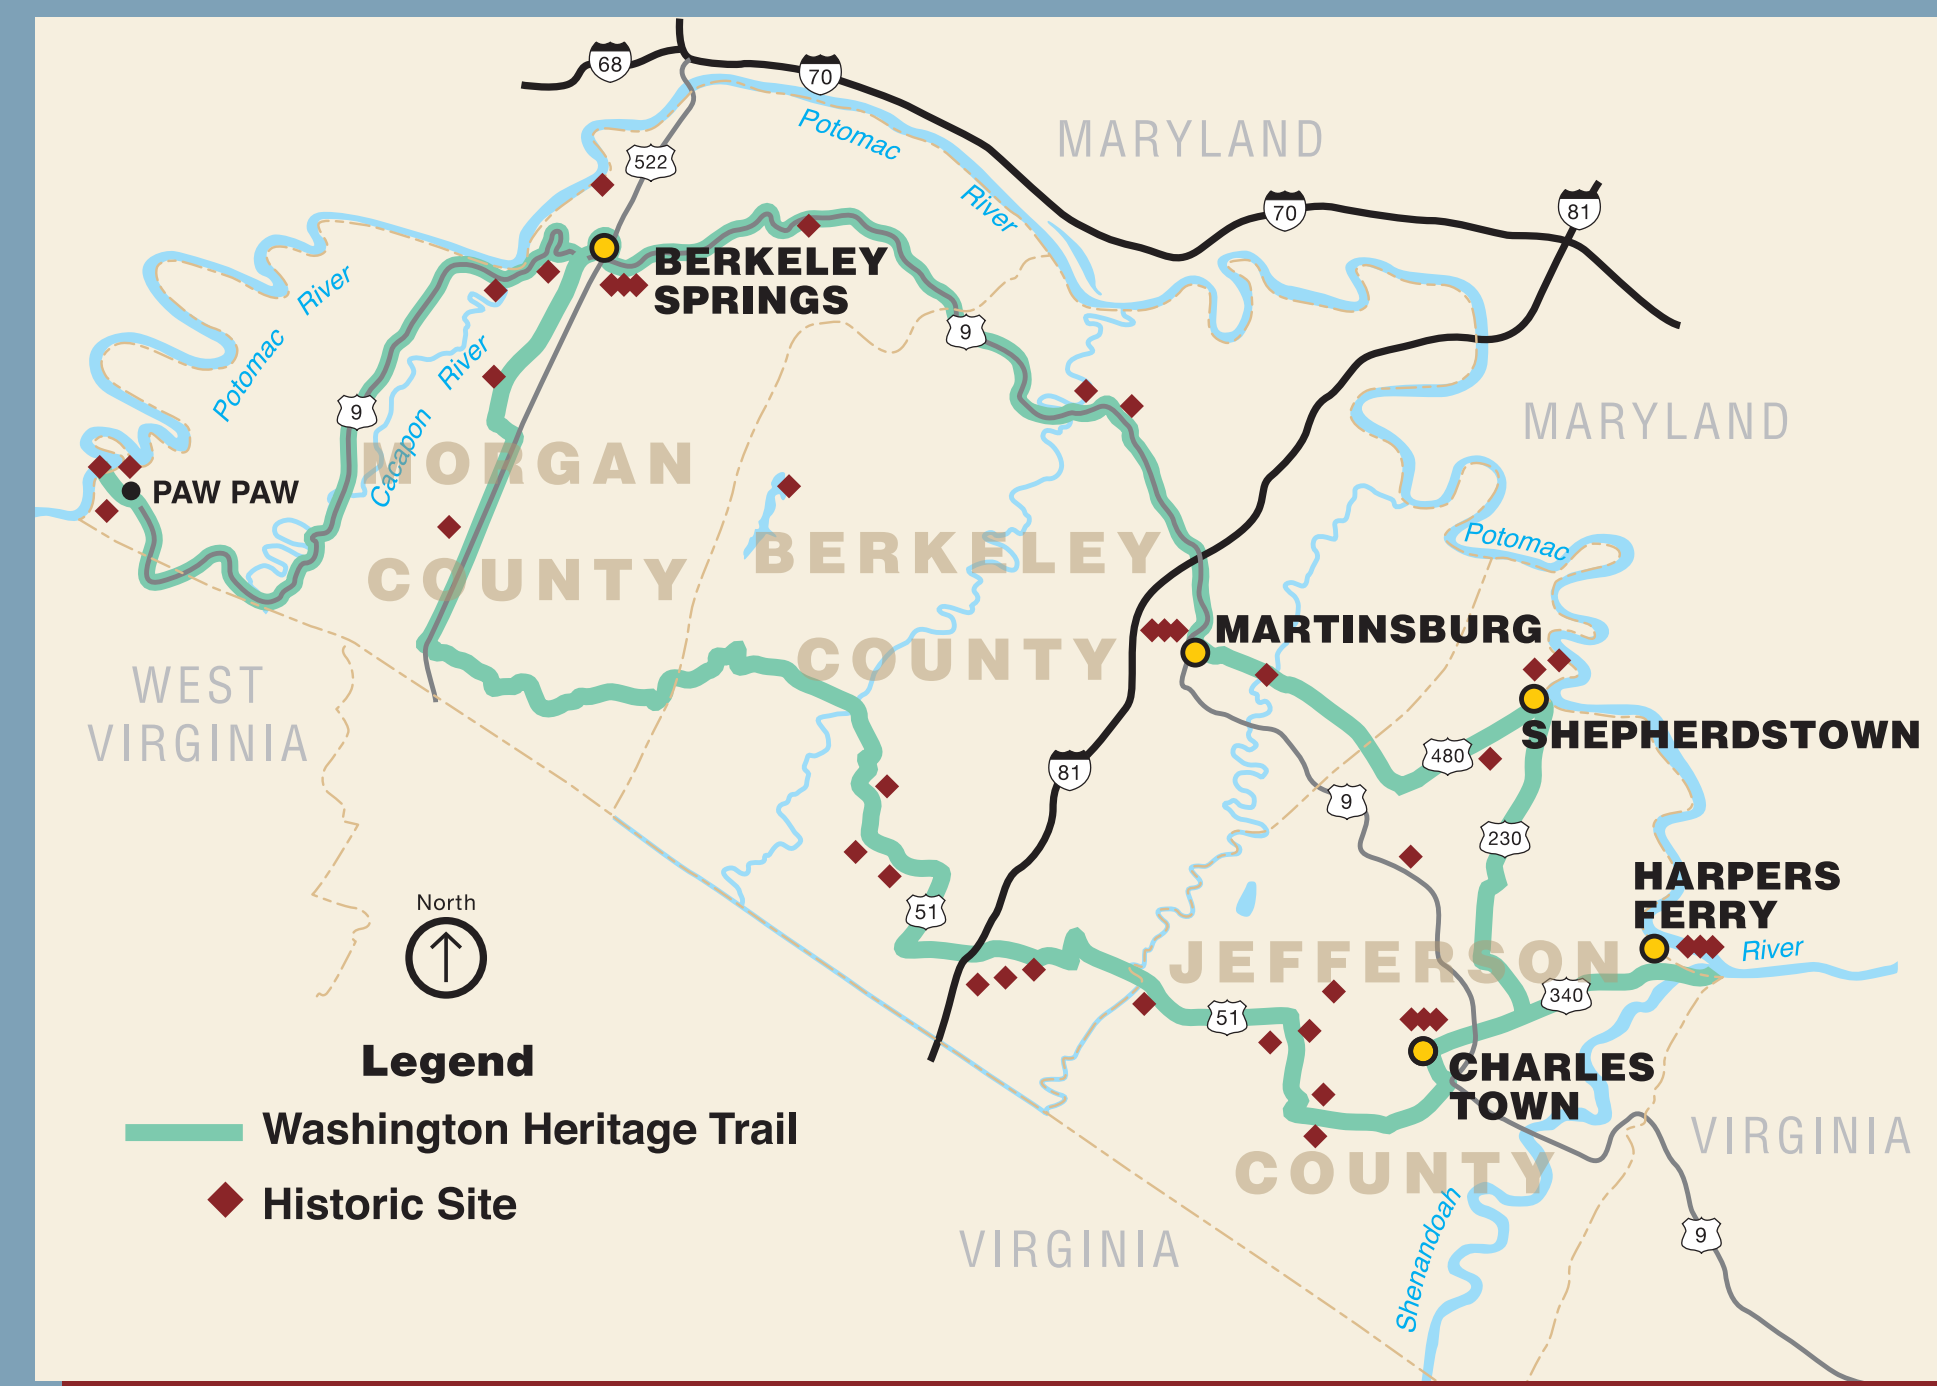 68
70
Potomac
River
MARYLAND
522
70
81
BERKELEY
SPRINGS
Potomac
River
9
Cacapon
River
9
MARYLAND
MORGAN
COUNTY
PAW PAW
BERKELEY
COUNTY
Potomac
MARTINSBURG
WEST
VIRGINIA
SHEPHERDSTOWN
480
81
9
230
HARPERS
FERRY
River
51
North
JEFFERSON
COUNTY
340
51
CHARLES
TOWN
Legend
Washington Heritage Trail
Historic Site
VIRGINIA
Shenandoah
VIRGINIA
9